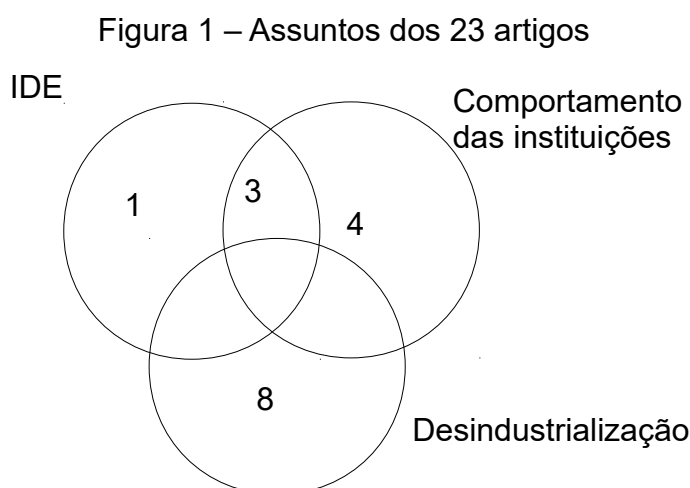 Figura 1 – Assuntos dos 23 artigos
IDE
Comportamento
das instituições
1
3
4
8
Desindustrialização